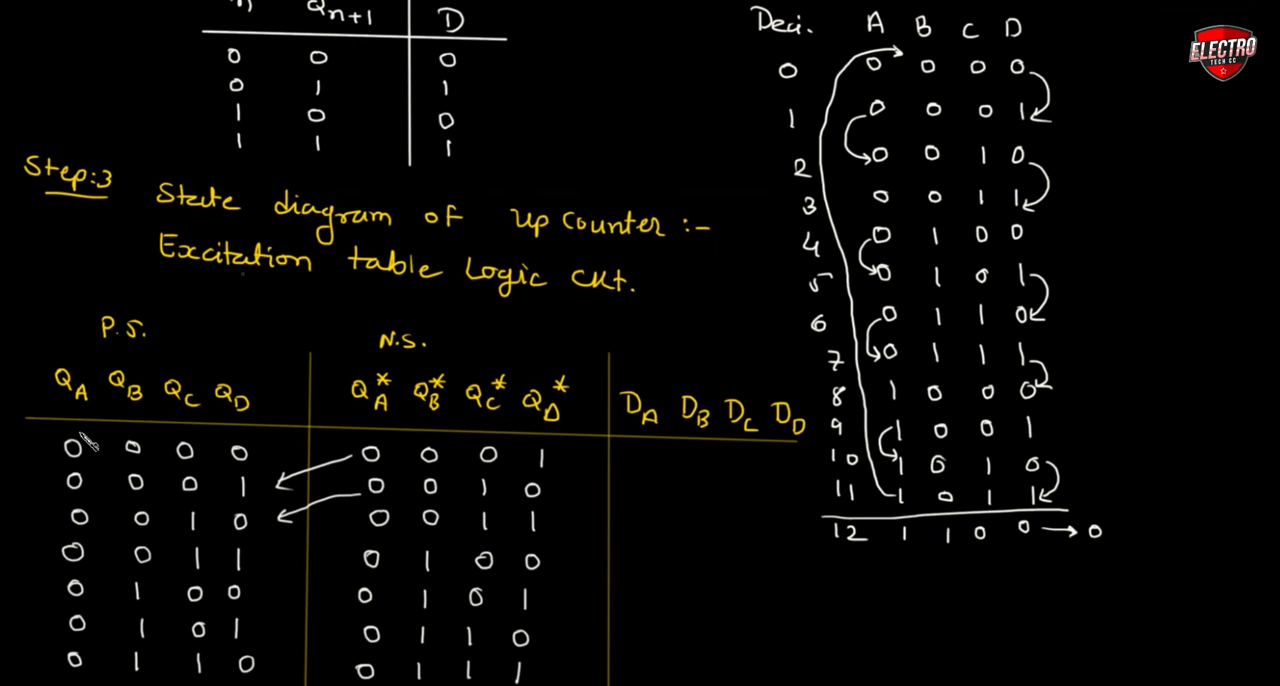 Qn+1 D
0 0 0
0 1 1
1 0 0
1 1 1
Step:3 State diagram of up counter :-
Excitation table Logic ckt.
P.S. N.S.
QA QB QC QD QA* QB* QC* QD* DA DB DC DD
0 0 0 0 0 0 0 1
0 0 0 1 0 0 1 0
0 0 1 0 0 0 1 1
0 0 1 1 0 1 0 0
0 1 0 0 0 1 0 1
0 1 0 1 0 1 1 0
0 1 1 0 0 1 1 1
Deci. A B C D
0 0 0 0 0
1 0 0 0 1
2 0 0 1 0
3 0 0 1 1
4 0 1 0 0
5 0 1 0 1
6 0 1 1 0
7 0 1 1 1
8 1 0 0 0
9 1 0 0 1
10 1 0 1 0
11 1 0 1 1
12 1 1 0 0 → 0
ELECTRO
TECH CC